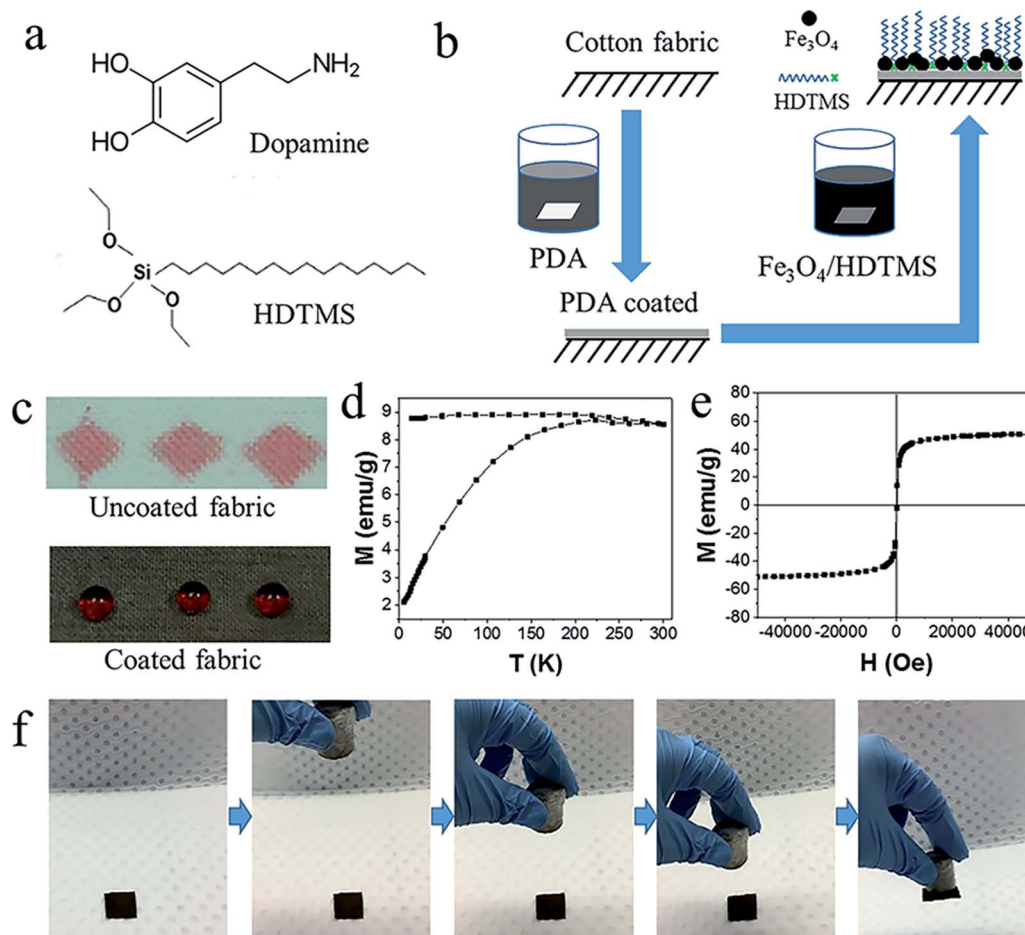 a
HO
HO
NH₂
Dopamine
O
Si
O
O
HDTMS
b
Cotton fabric
PDA
PDA coated
Fe₃O₄
HDTMS
Fe₃O₄/HDTMS
c
Uncoated fabric
Coated fabric
d
M (emu/g)
9
8
7
6
5
4
3
2
0 50 100 150 200 250 300
T (K)
e
M (emu/g)
80
60
40
20
0
-20
-40
-60
-80
-40000 -20000 0 20000 40000
H (Oe)
f